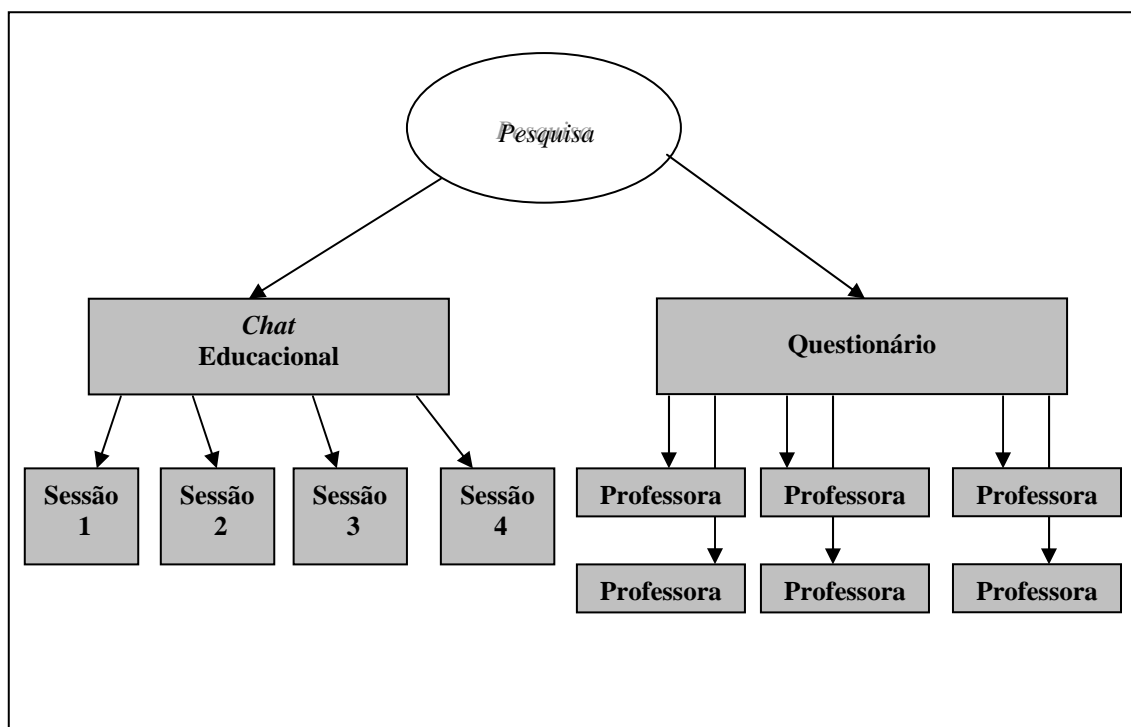 Pesquisa
Chat
Educacional
Questionário
Sessão
1
Sessão
2
Sessão
3
Sessão
4
Professora
Professora
Professora
Professora
Professora
Professora